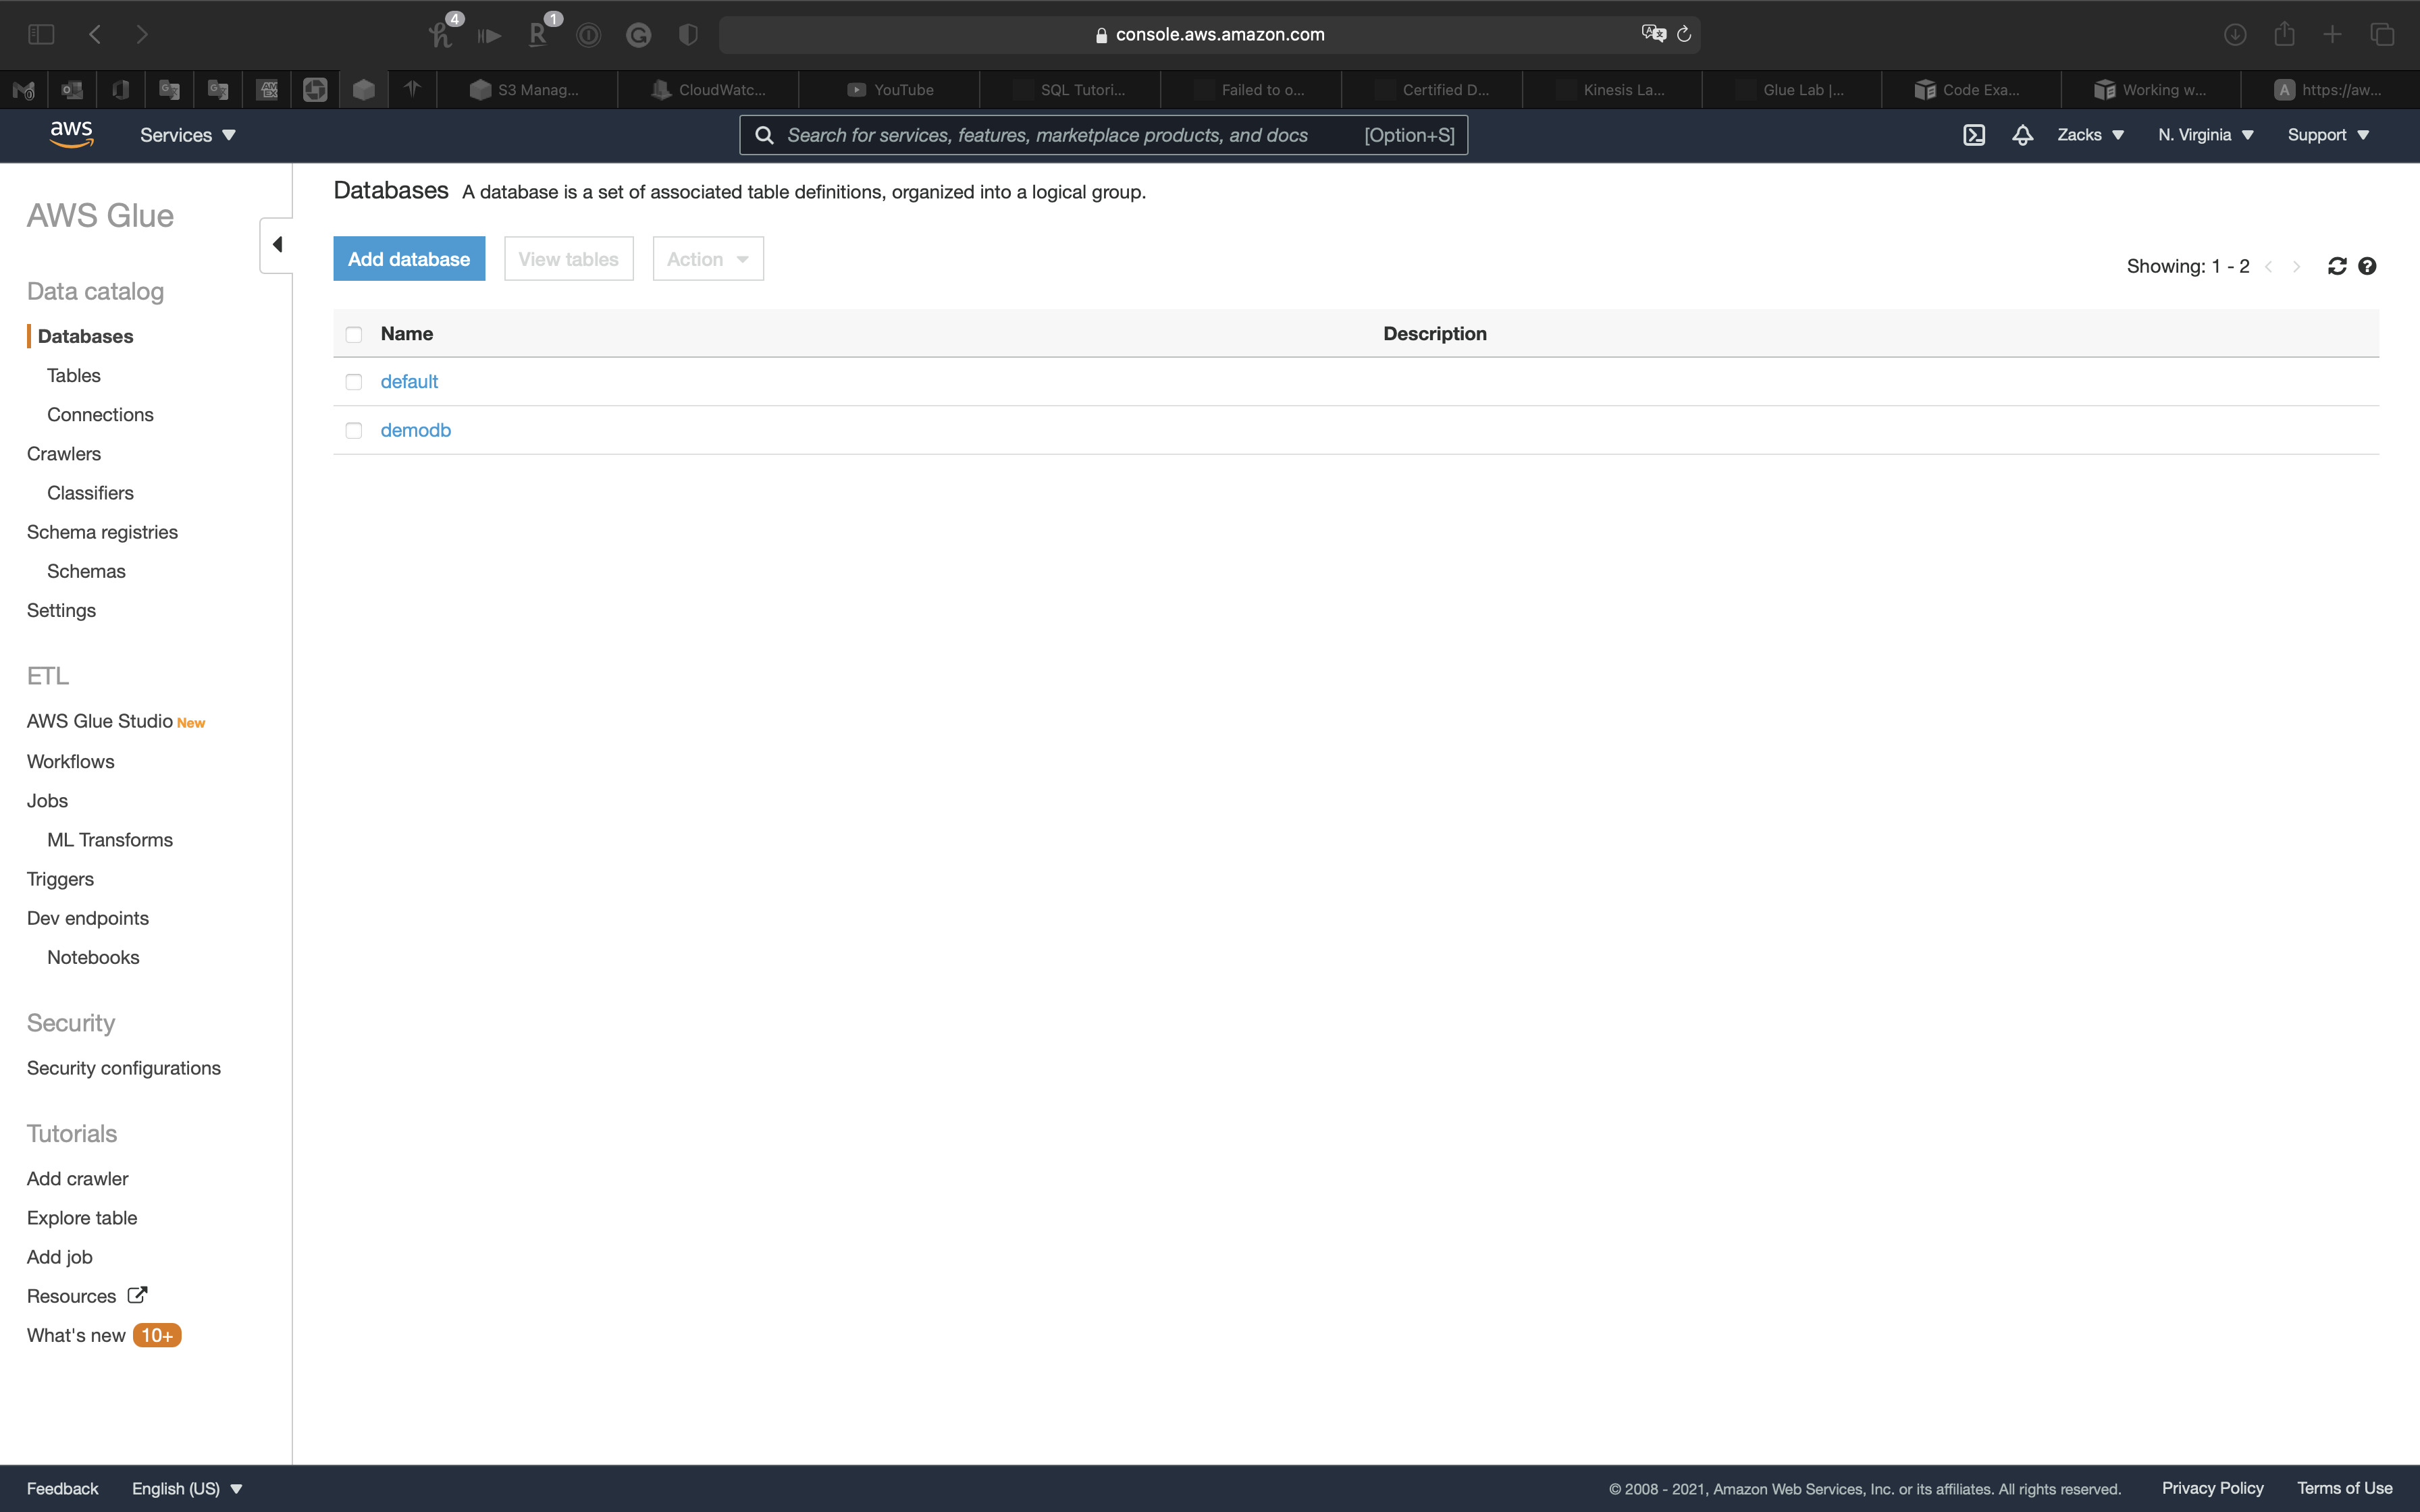 4
1
console.aws.amazon.com
S3 Manag...
CloudWatc...
YouTube
SQL Tutori...
Failed to o...
Certified D...
Kinesis La...
Glue Lab |...
Code Exa...
Working w...
https://aw...
aws
Services
Search for services, features, marketplace products, and docs [Option+S]
Zacks
N. Virginia
Support
AWS Glue
Data catalog
Databases
Tables
Connections
Crawlers
Classifiers
Schema registries
Schemas
Settings
ETL
AWS Glue Studio New
Workflows
Jobs
ML Transforms
Triggers
Dev endpoints
Notebooks
Security
Security configurations
Tutorials
Add crawler
Explore table
Add job
Resources
What's new 10+
Databases A database is a set of associated table definitions, organized into a logical group.
Add database
View tables
Action
Showing: 1 - 2
Name Description
default
demodb
Feedback
English (US)
© 2008 - 2021, Amazon Web Services, Inc. or its affiliates. All rights reserved.
Privacy Policy
Terms of Use